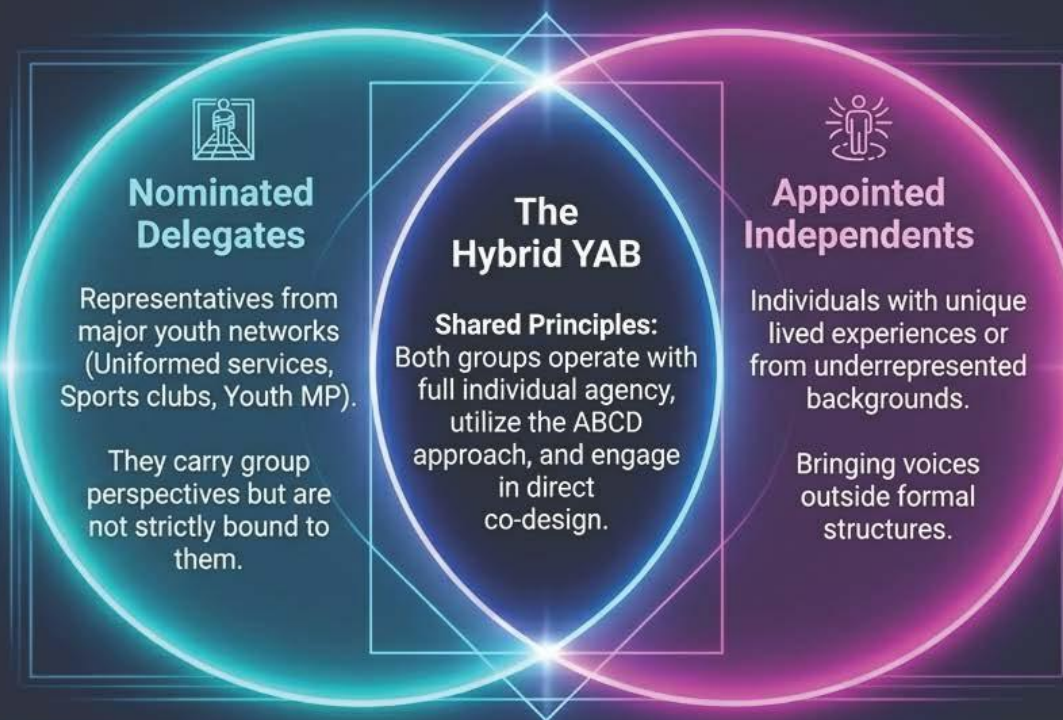 Nominated
Delegates
Representatives from
major youth networks
(Uniformed services,
Sports clubs, Youth MP).
They carry group
perspectives but are
not strictly bound to
them.
The
Hybrid YAB
Shared Principles:
Both groups operate with
full individual agency,
utilize the ABCD
approach, and engage
in direct
co-design.
Appointed
Independents
Individuals with unique
lived experiences or
from underrepresented
backgrounds.
Bringing voices
outside formal
structures.